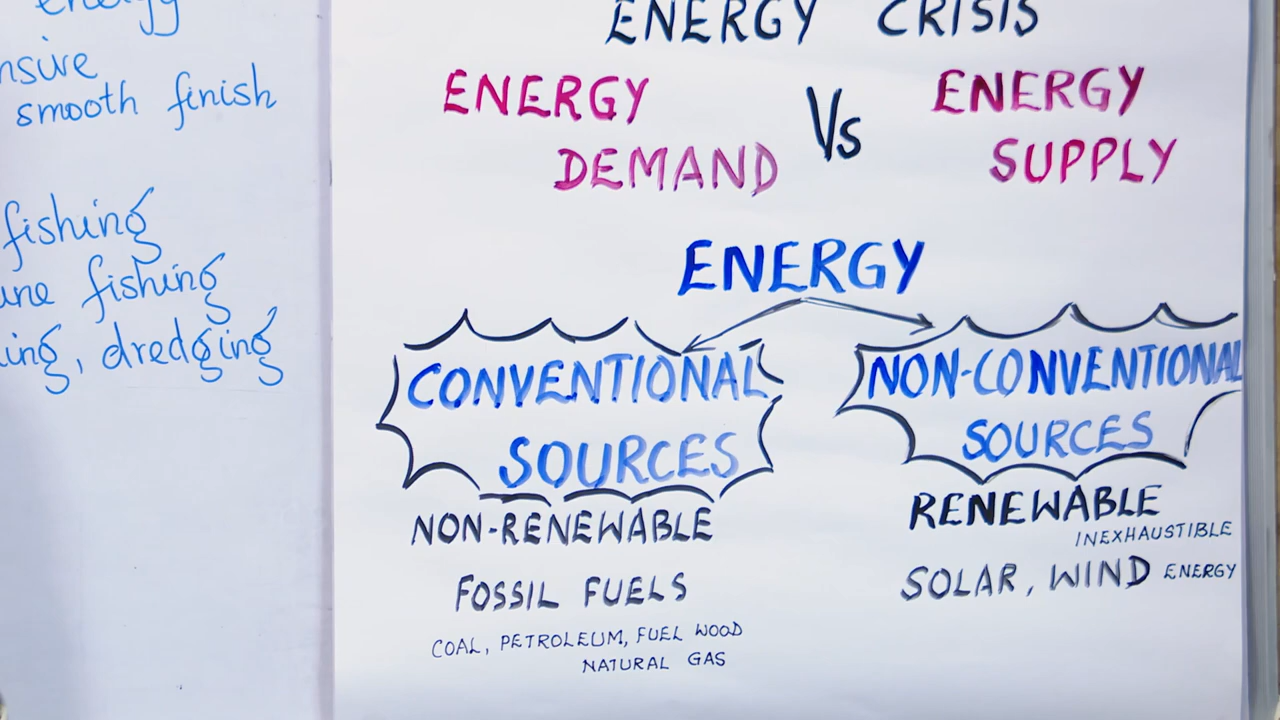 energy
smooth finish
fishing
fishing
, dredging
ENERGY CRISIS
ENERGY DEMAND Vs ENERGY SUPPLY
ENERGY
CONVENTIONAL
SOURCES
NON-RENEWABLE
FOSSIL FUELS
COAL, PETROLEUM, FUEL WOOD
NATURAL GAS
NON-CONVENTIONAL
SOURCES
RENEWABLE
INEXHAUSTIBLE
SOLAR, WIND ENERGY